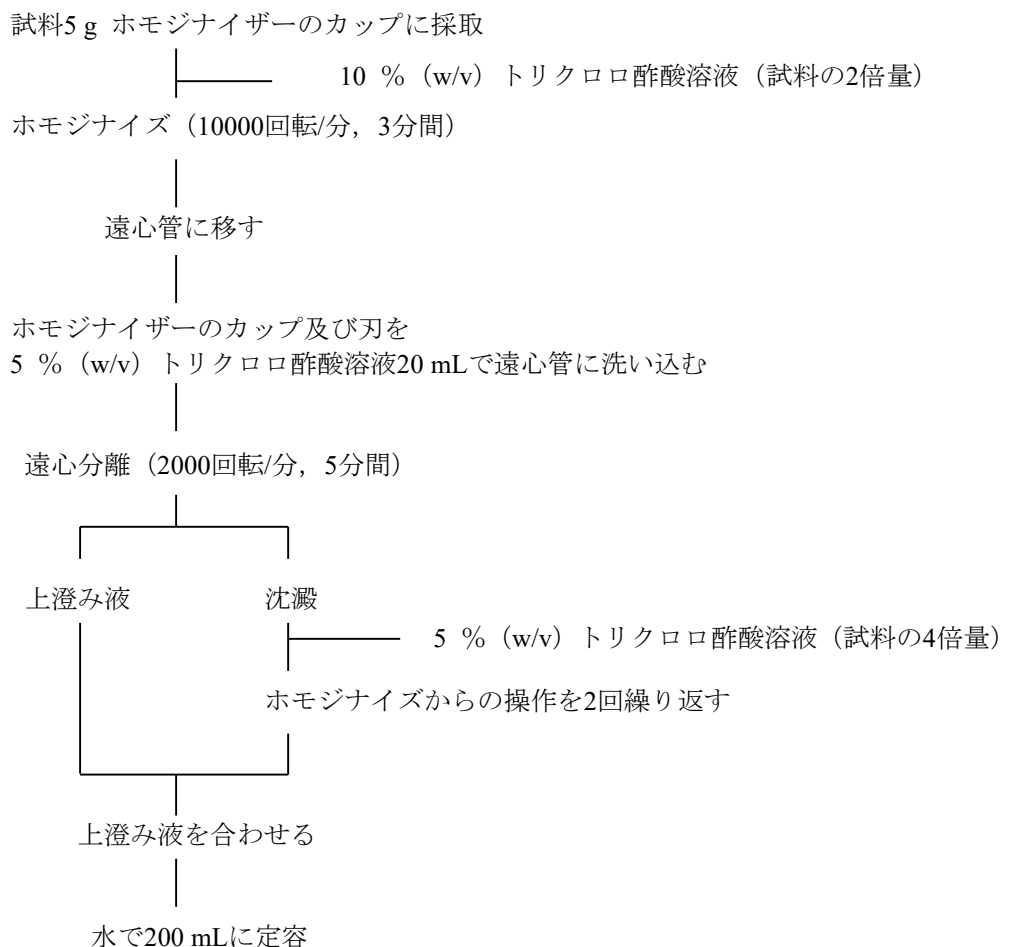 試料5 g ホモジナイザーのカップに採取
10 %（w/v）トリクロロ酢酸溶液（試料の2倍量）
ホモジナイズ（10000回転/分，3分間）
遠心管に移す
ホモジナイザーのカップ及び刃を
5 %（w/v）トリクロロ酢酸溶液20 mLで遠心管に洗い込む
遠心分離（2000回転/分，5分間）
上澄み液 沈澱
5 %（w/v）トリクロロ酢酸溶液（試料の4倍量）
ホモジナイズからの操作を2回繰り返す
上澄み液を合わせる
水で200 mLに定容